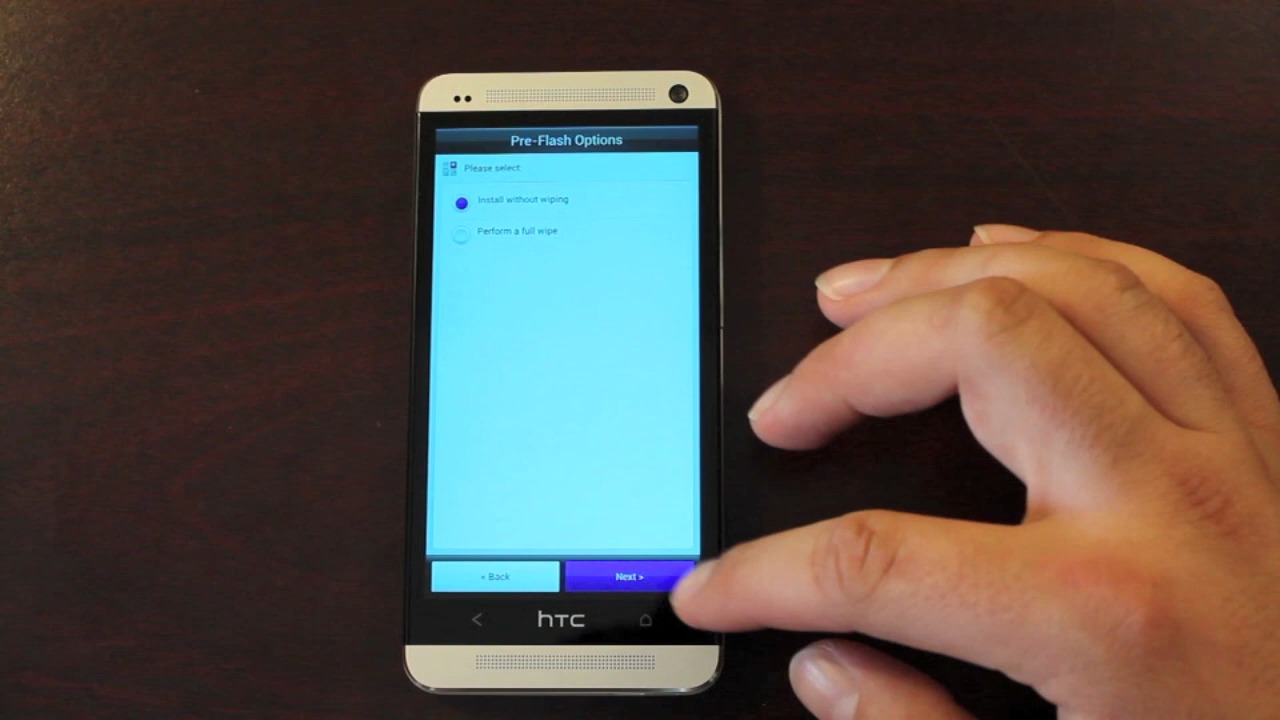 Pre-Flash Options
Please select:
Install without wiping
Perform a full wipe
< Back
Next >
hTC